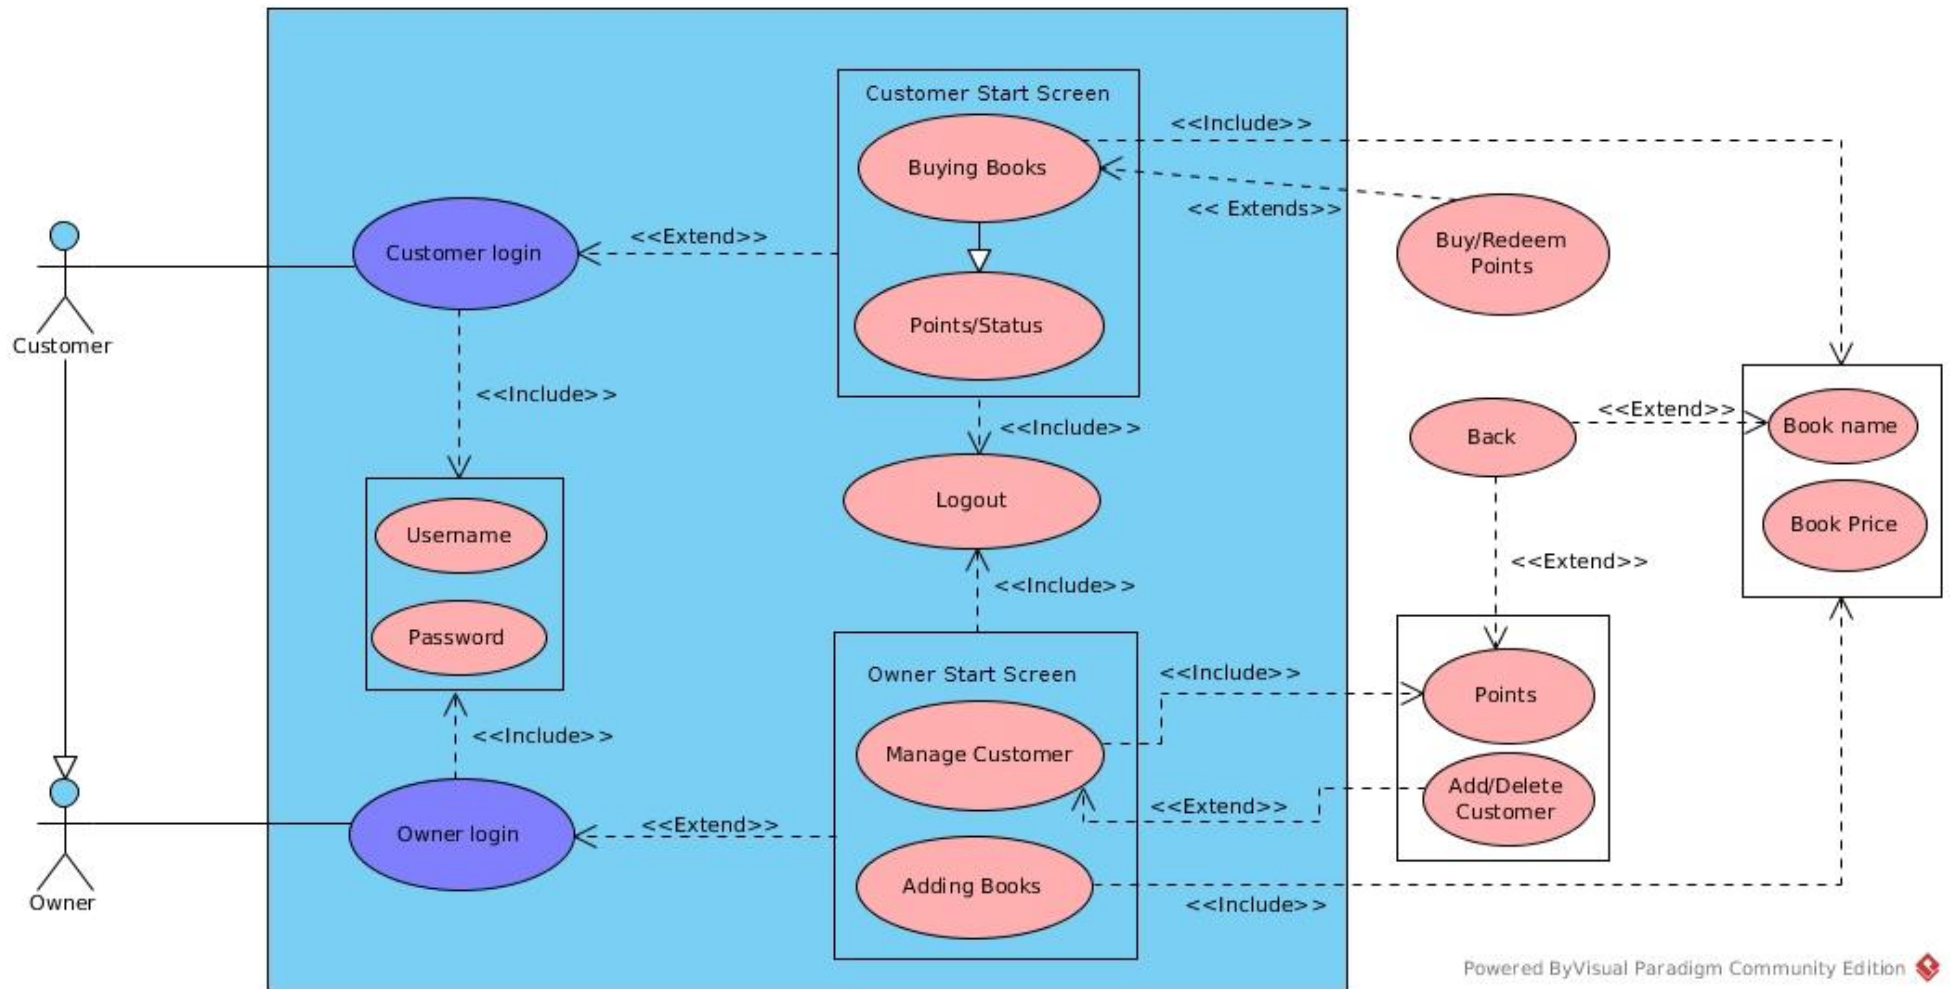 Customer Start Screen
<<Include>>
Buying Books
<< Extends>>
<<Extend>>
Customer login
Buy/Redeem
Points
Points/Status
Customer
<<Include>>
<<Include>>
<<Extend>>
Book name
Back
Logout
Book Price
Username
<<Extend>>
<<Include>>
Password
Owner Start Screen
<<Include>>
Points
<<Include>>
Manage Customer
Add/Delete
Customer
<<Extend>>
<<Extend>>
Owner login
Adding Books
<<Include>>
Owner
Powered ByVisual Paradigm Community Edition